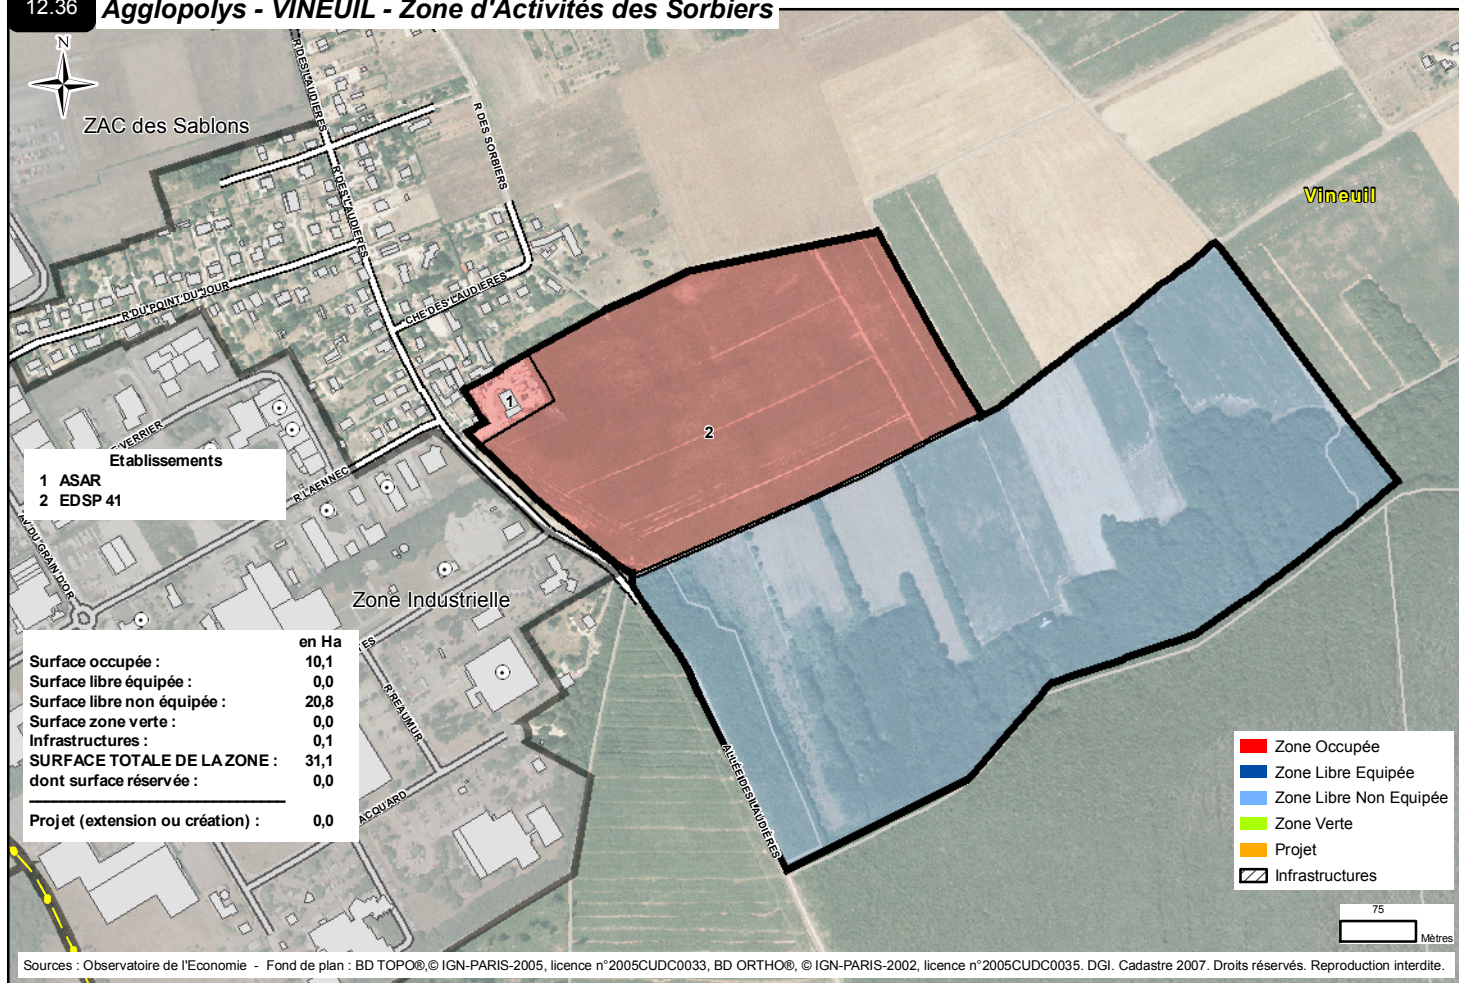 12.36 Agglopolys - VINEUIL - Zone d'Activités des Sorbiers
N
ZAC des Sablons
R DES LAUDIERES
R DES SORBIERS
R DES LAUDIERES
Vineuil
R DU POINT DU JOUR
CHE DES LAUDIERES
1
2
VERRIER
R LAENNEC
AV DU GRAIN D'OR
Etablissements
1 ASAR
2 EDSP 41
Zone Industrielle
TES
R REAUMUR
ACQUARD
ALLÉE DES LAUDIÈRES
en Ha
Surface occupée : 10,1
Surface libre équipée : 0,0
Surface libre non équipée : 20,8
Surface zone verte : 0,0
Infrastructures : 0,1
SURFACE TOTALE DE LA ZONE : 31,1
dont surface réservée : 0,0
Projet (extension ou création) : 0,0
Zone Occupée
Zone Libre Equipée
Zone Libre Non Equipée
Zone Verte
Projet
Infrastructures
75
Mètres
Sources : Observatoire de l'Economie - Fond de plan : BD TOPO®,© IGN-PARIS-2005, licence n°2005CUDC0033, BD ORTHO®, © IGN-PARIS-2002, licence n°2005CUDC0035. DGI. Cadastre 2007. Droits réservés. Reproduction interdite.